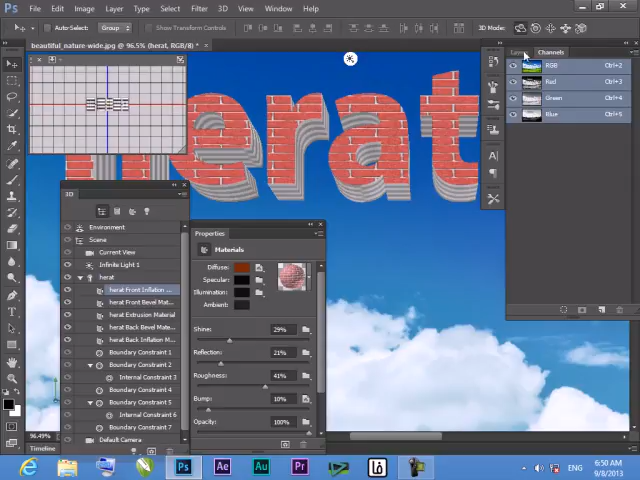 Ps File Edit Image Layer Type Select Filter 3D View Window Help
Auto-Select: Group Show Transform Controls 3D Mode:
beautiful_nature-wide.jpg @ 96.5% (herat, RGB/8) *
herat
Layers Channels
RGB Ctrl+2
Red Ctrl+3
Green Ctrl+4
Blue Ctrl+5
3D
Environment
Scene
Current View
Infinite Light 1
herat
herat Front Inflation ...
herat Front Bevel Mat...
herat Extrusion Material
herat Back Bevel Mate...
herat Back Inflation M...
Boundary Constraint 1
Boundary Constraint 2
Internal Constraint 3
Boundary Constraint 4
Boundary Constraint 5
Internal Constraint 6
Boundary Constraint 7
Default Camera
Properties
Materials
Diffuse:
Specular:
Illumination:
Ambient:
Shine: 29%
Reflection: 21%
Roughness: 41%
Bump: 10%
Opacity: 100%
96.49%
Timeline
Ps Ae Au Pr
ENG
6:50 AM
9/8/2013